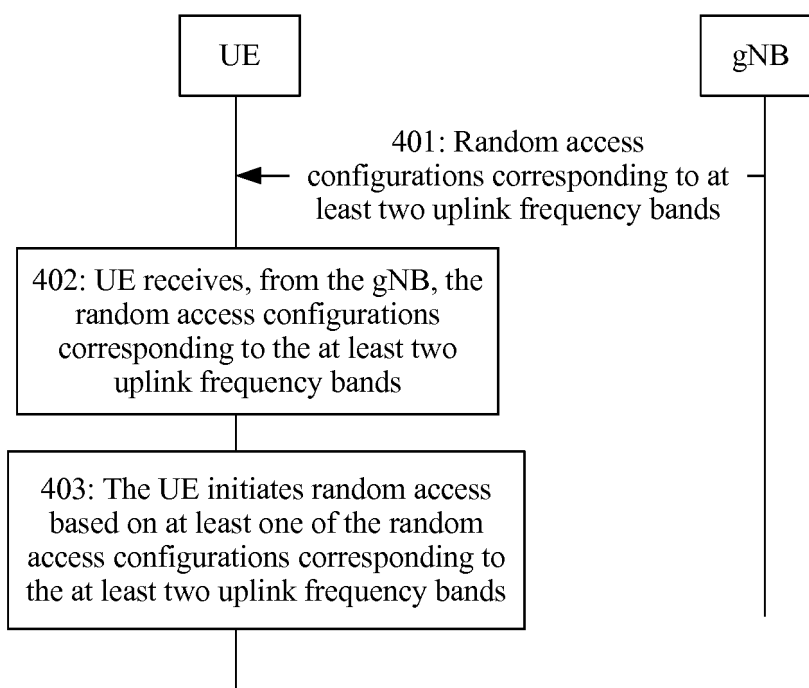 UE
gNB
401: Random access
configurations corresponding to at
least two uplink frequency bands
402: UE receives, from the gNB, the
random access configurations
corresponding to the at least two
uplink frequency bands
403: The UE initiates random access
based on at least one of the random
access configurations corresponding to
the at least two uplink frequency bands